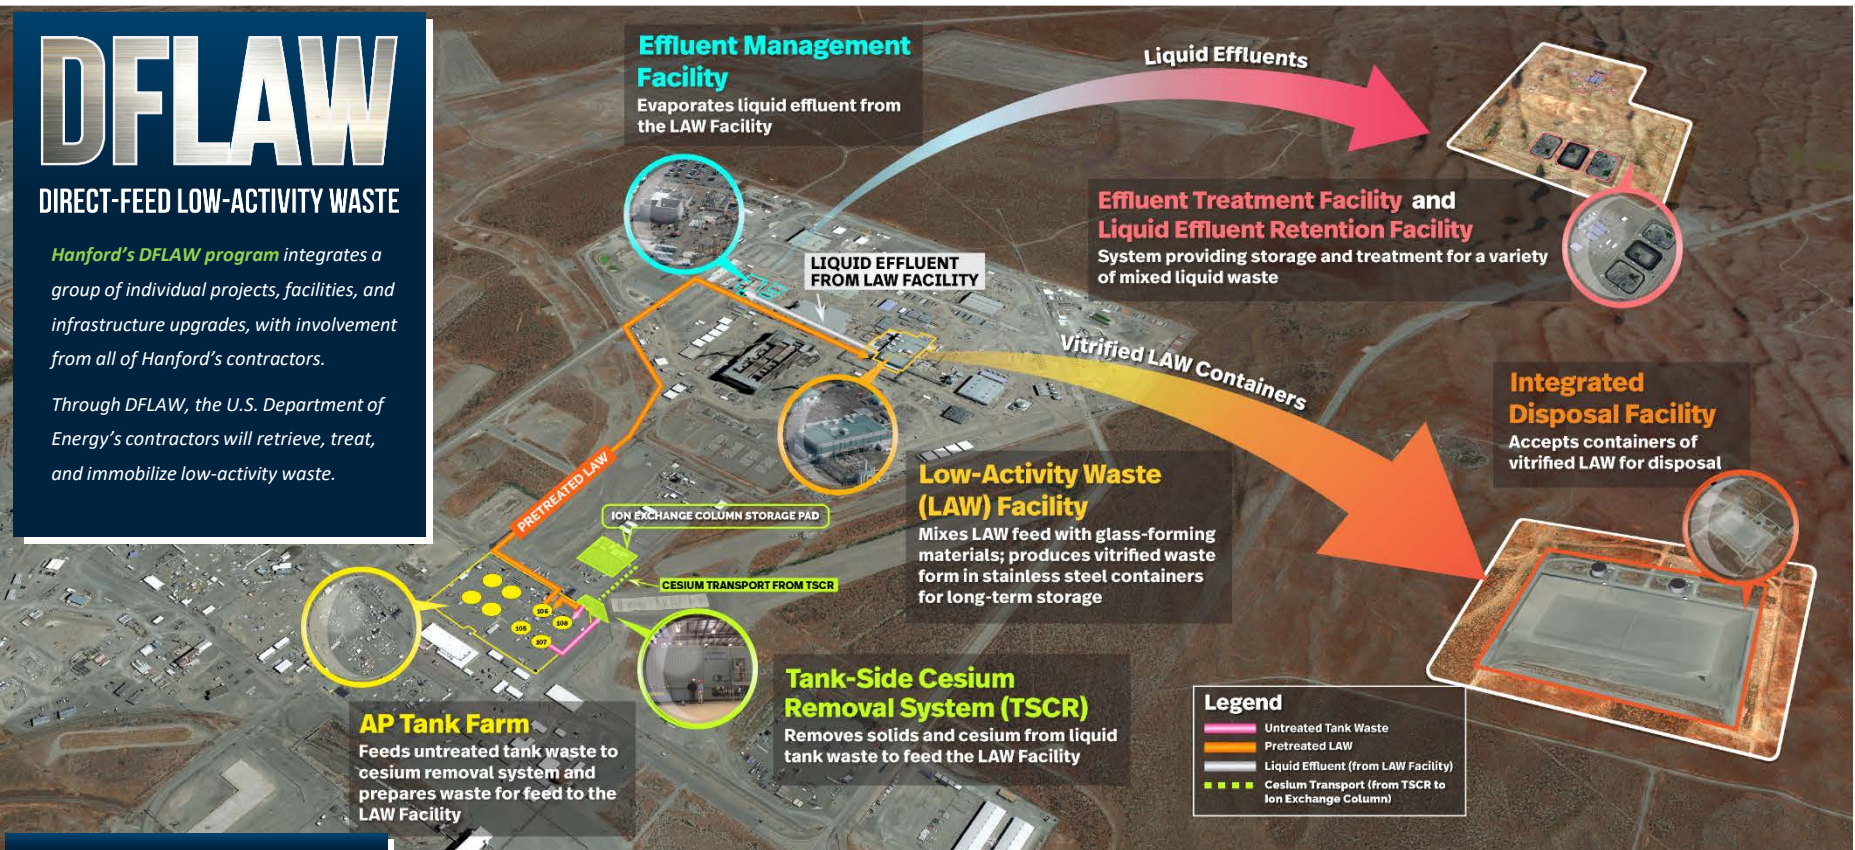 DFLAW
DIRECT-FEED LOW-ACTIVITY WASTE
Hanford's DFLAW program integrates a
group of individual projects, facilities, and
infrastructure upgrades, with involvement
from all of Hanford's contractors.
Through DFLAW, the U.S. Department of
Energy's contractors will retrieve, treat,
and immobilize low-activity waste.
Effluent Management
Facility
Evaporates liquid effluent from
the LAW Facility
Liquid Effluents
Effluent Treatment Facility and
Liquid Effluent Retention Facility
System providing storage and treatment for a variety
of mixed liquid waste
LIQUID EFFLUENT
FROM LAW FACILITY
Vitrified LAW Containers
Integrated
Disposal Facility
Accepts containers of
vitrified LAW for disposal
Low-Activity Waste
(LAW) Facility
Mixes LAW feed with glass-forming
materials; produces vitrified waste
form in stainless steel containers
for long-term storage
PRETREATED LAW
ION EXCHANGE COLUMN STORAGE PAD
CESIUM TRANSPORT FROM TSCR
106
108
105
107
Tank-Side Cesium
Removal System (TSCR)
Removes solids and cesium from liquid
tank waste to feed the LAW Facility
AP Tank Farm
Feeds untreated tank waste to
cesium removal system and
prepares waste for feed to the
LAW Facility
Legend
Untreated Tank Waste
Pretreated LAW
Liquid Effluent (from LAW Facility)
Cesium Transport (from TSCR to
Ion Exchange Column)